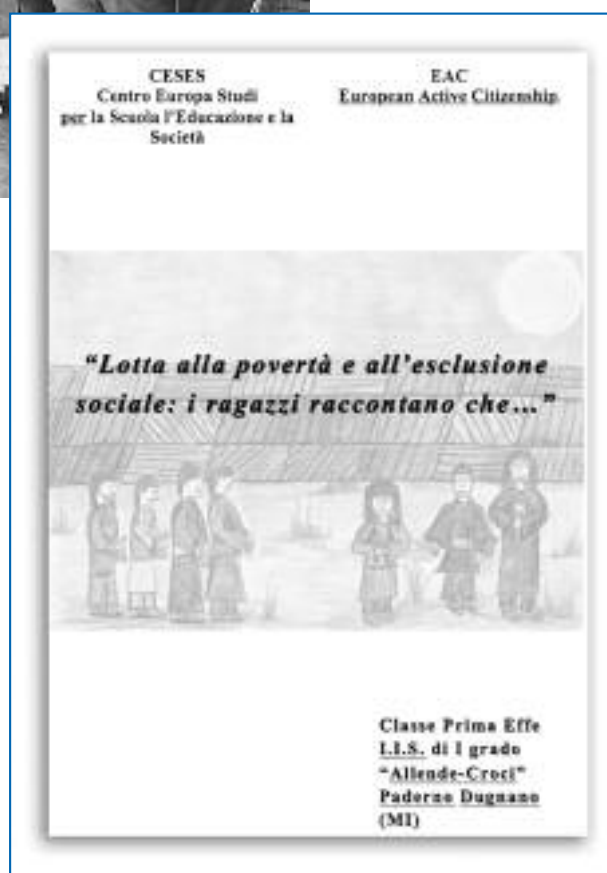 CESES
Centro Europa Studi
per la Scuola l'Educazione e la
Società
EAC
European Active Citizenship
“Lotta alla povertà e all’esclusione
sociale: i ragazzi raccontano che...”
Classe Prima Effe
I.I.S. di I grado
“Allende-Croci”
Paderno Dugnano
(MI)